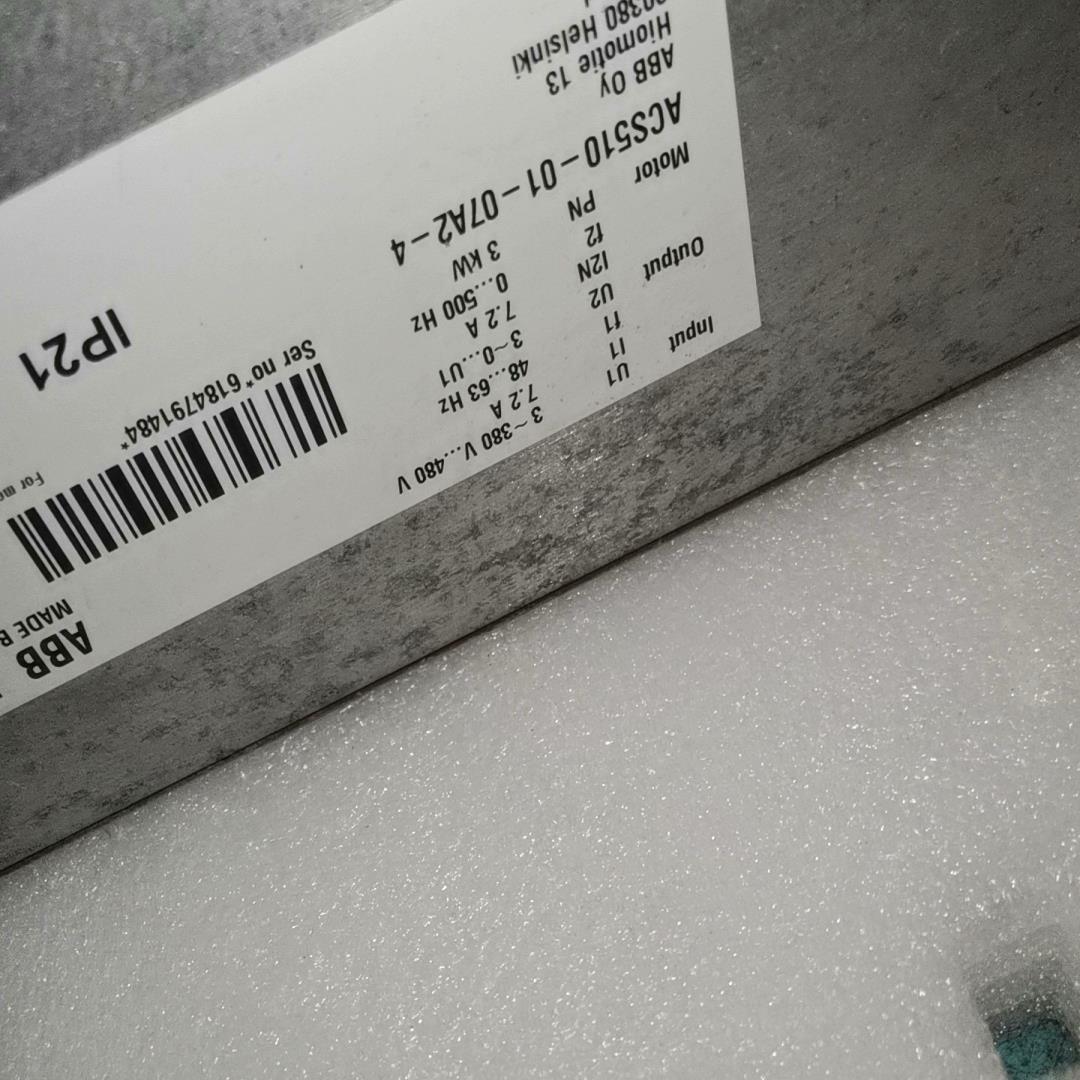 ABB Oy
Hiomotie 13
Helsinki
ACS510-01-07A2-4
Motor PN 3 kW
f2 0...500 Hz
Output I2N 7.2 A
U2 3~0...U1
f1 48...63 Hz
Input I1 7.2 A
U1 3~380 V...480 V
IP21
Ser no*6184791484*
For
ABB
MADE